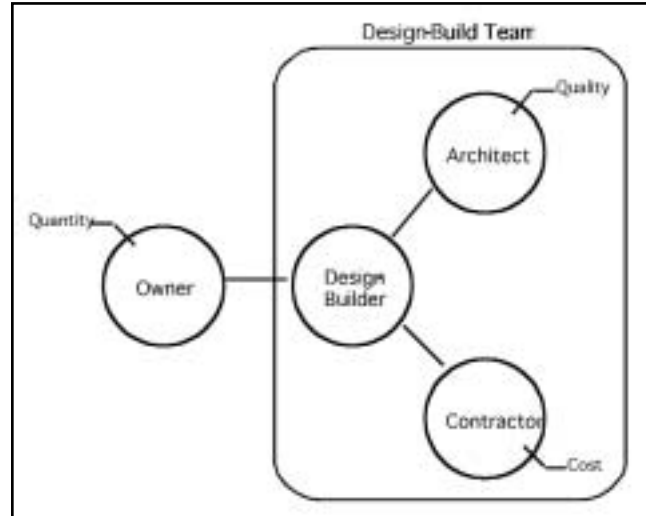 Design-Build Team
Quality
Architect
Quantity
Owner
Design
Builder
Contractor
Cost